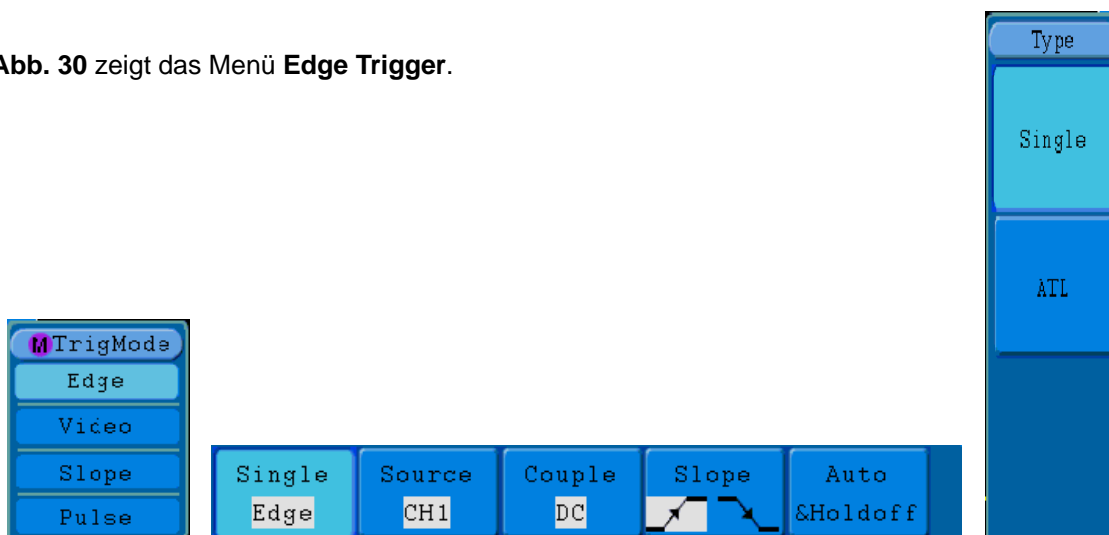 Abb. 30 zeigt das Menü Edge Trigger.
Type
Single
ATL
MTrigMode
Edge
Video
Slope
Pulse
Single Source Couple Slope Auto
Edge CH1 DC &Holdoff